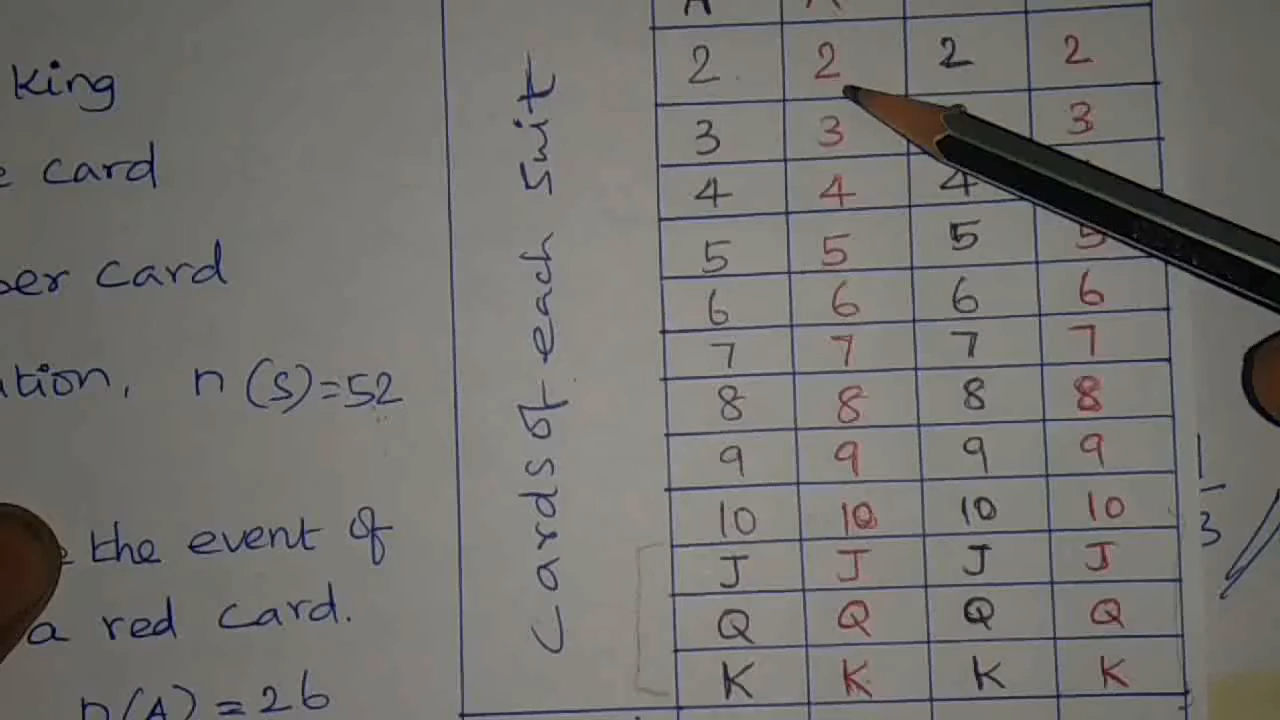 king
card
card
n(S)=52
the event of
a red card.
n(A) = 26
Cards of each suit
A
2 2 2 2
3 3 3
4 4 4
5 5 5 5
6 6 6 6
7 7 7 7
8 8 8 8
9 9 9 9
10 10 10 10
J J J J
Q Q Q Q
K K K K
1
3